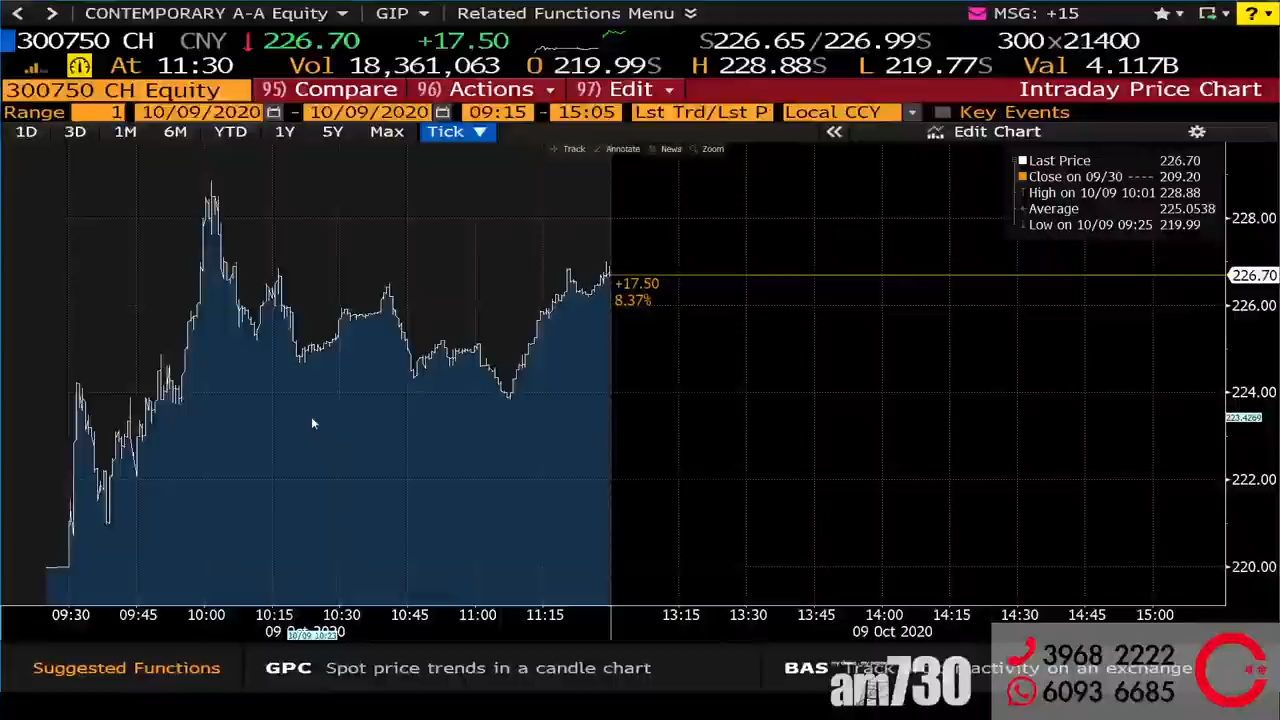 CONTEMPORARY A-A Equity GIP Related Functions Menu MSG: +15 ?
300750 CH CNY 226.70 +17.50 S226.65/226.99S 300x21400
At 11:30 Vol 18,361,063 O 219.99S H 228.88S L 219.77S Val 4.117B
300750 CH Equity 95) Compare 96) Actions 97) Edit Intraday Price Chart
Range 1 10/09/2020 - 10/09/2020 09:15 - 15:05 Lst Trd/Lst P Local CCY Key Events
1D 3D 1M 6M YTD 1Y 5Y Max Tick Edit Chart
Track Annotate News Zoom
Last Price 226.70
Close on 09/30 ---- 209.20
High on 10/09 10:01 228.88
Average 225.0538
Low on 10/09 09:25 219.99
228.00
226.70
+17.50
8.37%
226.00
224.00
223.4269
222.00
220.00
09:30 09:45 10:00 10:15 10:30 10:45 11:00 11:15 13:15 13:30 13:45 14:00 14:15 14:30 14:45 15:00
10/09 10:23
09 Oct 2020
Suggested Functions GPC Spot price trends in a candle chart BAS
am730
3968 2222
6093 6685